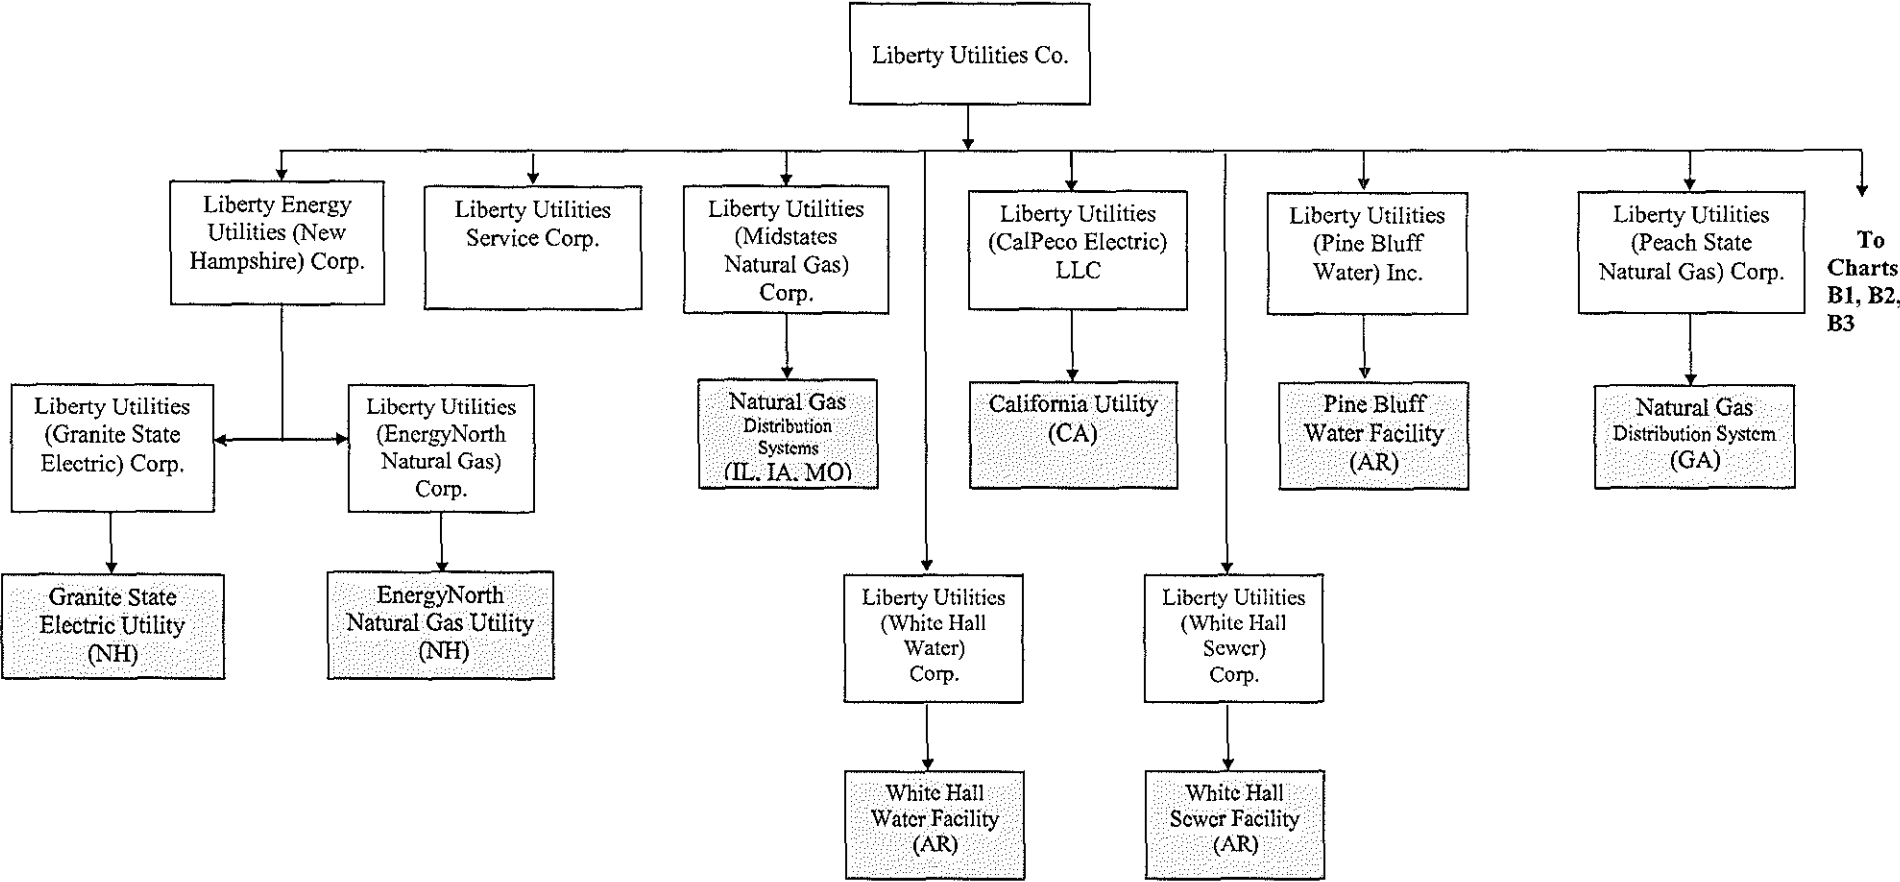 Liberty Utilities Co.
Liberty Energy
Utilities (New
Hampshire) Corp.
Liberty Utilities
Service Corp.
Liberty Utilities
(Midstates
Natural Gas)
Corp.
Liberty Utilities
(CalPeco Electric)
LLC
Liberty Utilities
(Pine Bluff
Water) Inc.
Liberty Utilities
(Peach State
Natural Gas) Corp.
To
Charts
B1, B2,
B3
Liberty Utilities
(Granite State
Electric) Corp.
Liberty Utilities
(EnergyNorth
Natural Gas)
Corp.
Natural Gas
Distribution
Systems
(IL, IA, MO)
California Utility
(CA)
Pine Bluff
Water Facility
(AR)
Natural Gas
Distribution System
(GA)
Granite State
Electric Utility
(NH)
EnergyNorth
Natural Gas Utility
(NH)
Liberty Utilities
(White Hall
Water)
Corp.
Liberty Utilities
(White Hall
Sewer)
Corp.
White Hall
Water Facility
(AR)
White Hall
Sewer Facility
(AR)